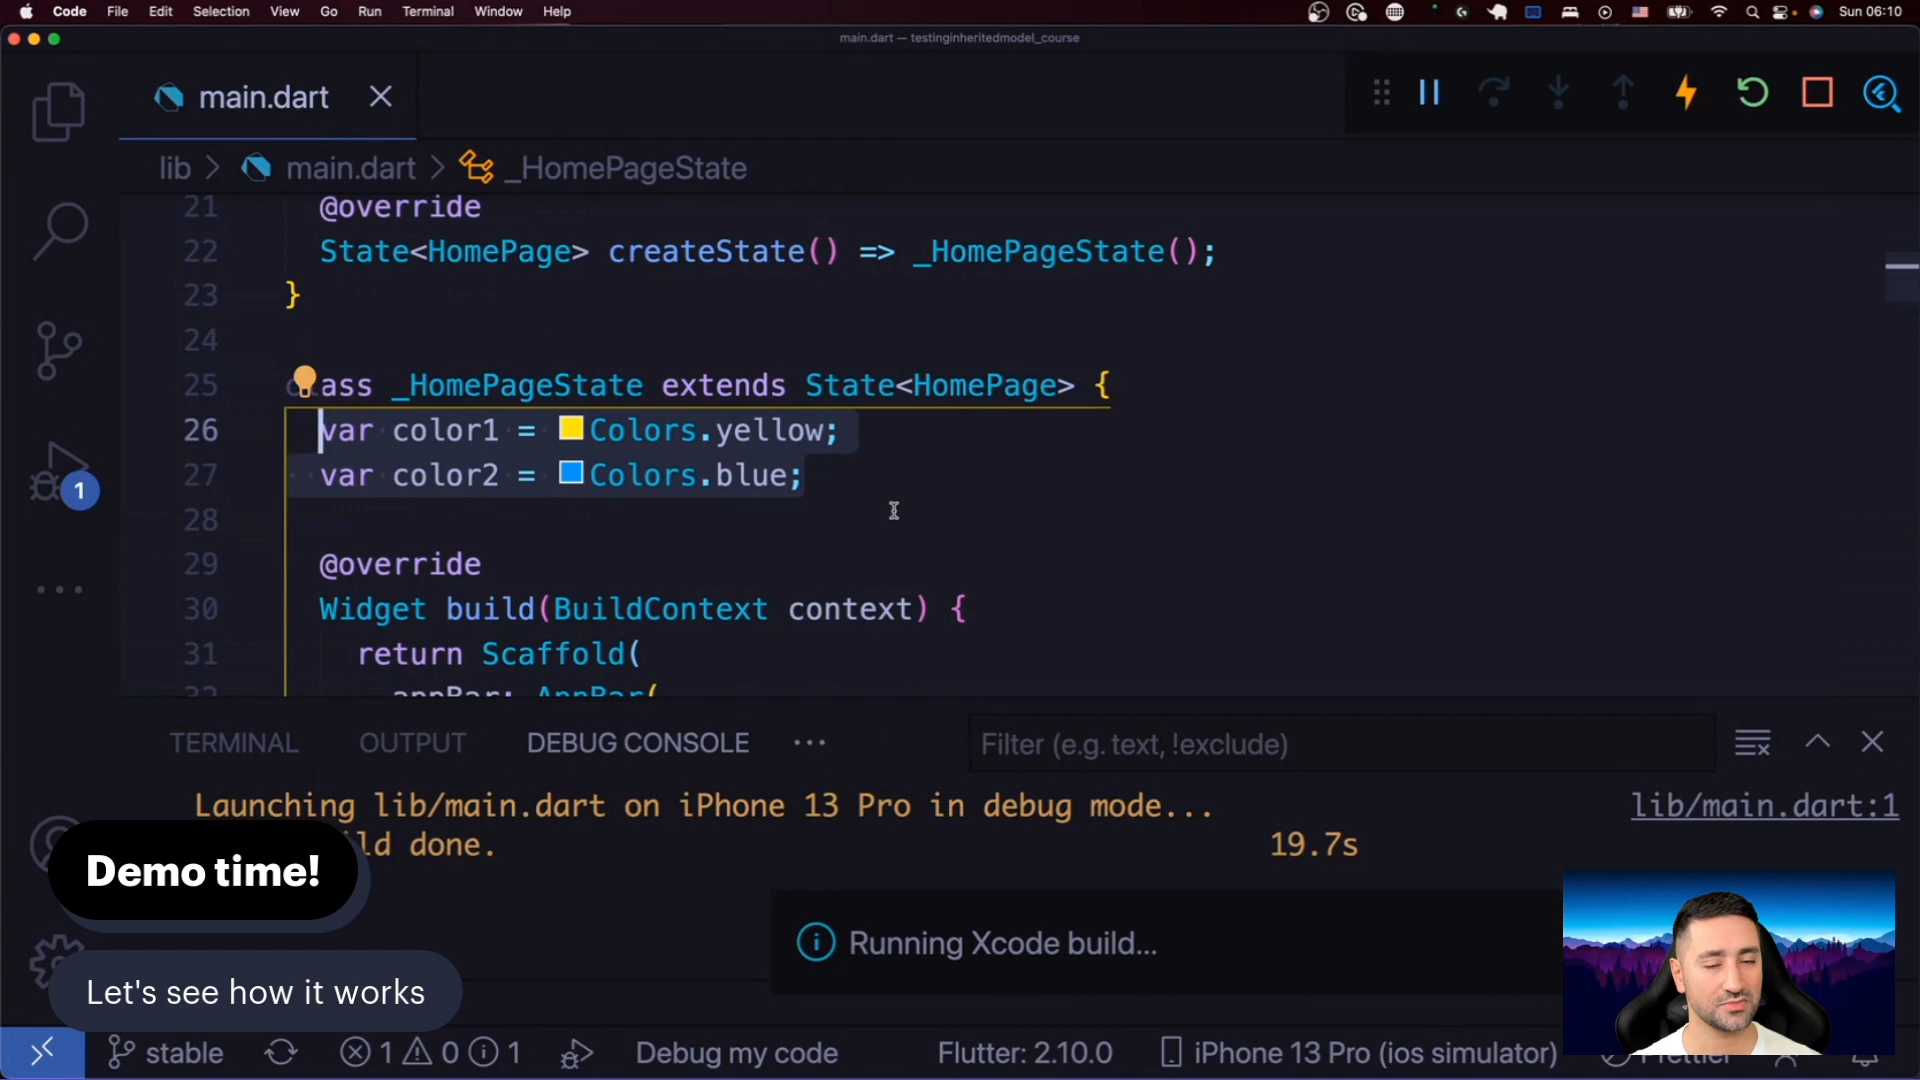 Code File Edit Selection View Go Run Terminal Window Help Sun 06:10
main.dart — testinginheritedmodel_course
main.dart
lib > main.dart > _HomePageState
21 @override
22 State<HomePage> createState() => _HomePageState();
23 }
24
25 ass _HomePageState extends State<HomePage> {
26 var color1 = Colors.yellow;
27 var color2 = Colors.blue;
28
29 @override
30 Widget build(BuildContext context) {
31 return Scaffold(
32 appBar: AppBar(
1
TERMINAL OUTPUT DEBUG CONSOLE ... Filter (e.g. text, !exclude)
Launching lib/main.dart on iPhone 13 Pro in debug mode... lib/main.dart:1
ld done. 19.7s
Demo time!
Running Xcode build...
Let's see how it works
stable 1 0 1 Debug my code Flutter: 2.10.0 iPhone 13 Pro (ios simulator) Prettier